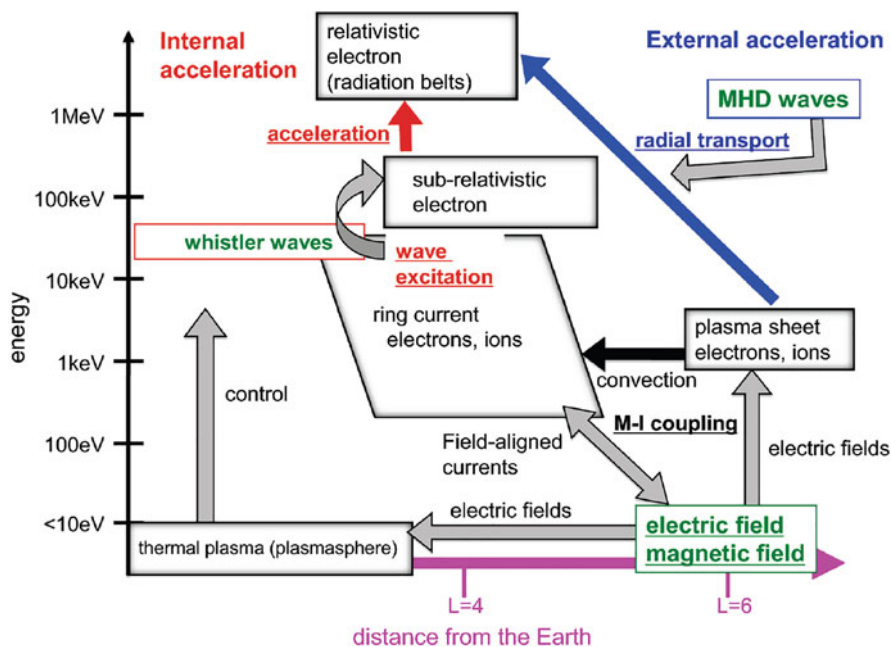 Internal
acceleration
relativistic
electron
(radiation belts)
External acceleration
MHD waves
1MeV
acceleration
radial transport
sub-relativistic
electron
100keV
whistler waves
wave
excitation
10keV
energy
ring current
electrons, ions
plasma sheet
electrons, ions
1keV
convection
control
M-I coupling
100eV
Field-aligned
currents
electric fields
<10eV
electric fields
electric field
magnetic field
thermal plasma (plasmasphere)
L=4
L=6
distance from the Earth